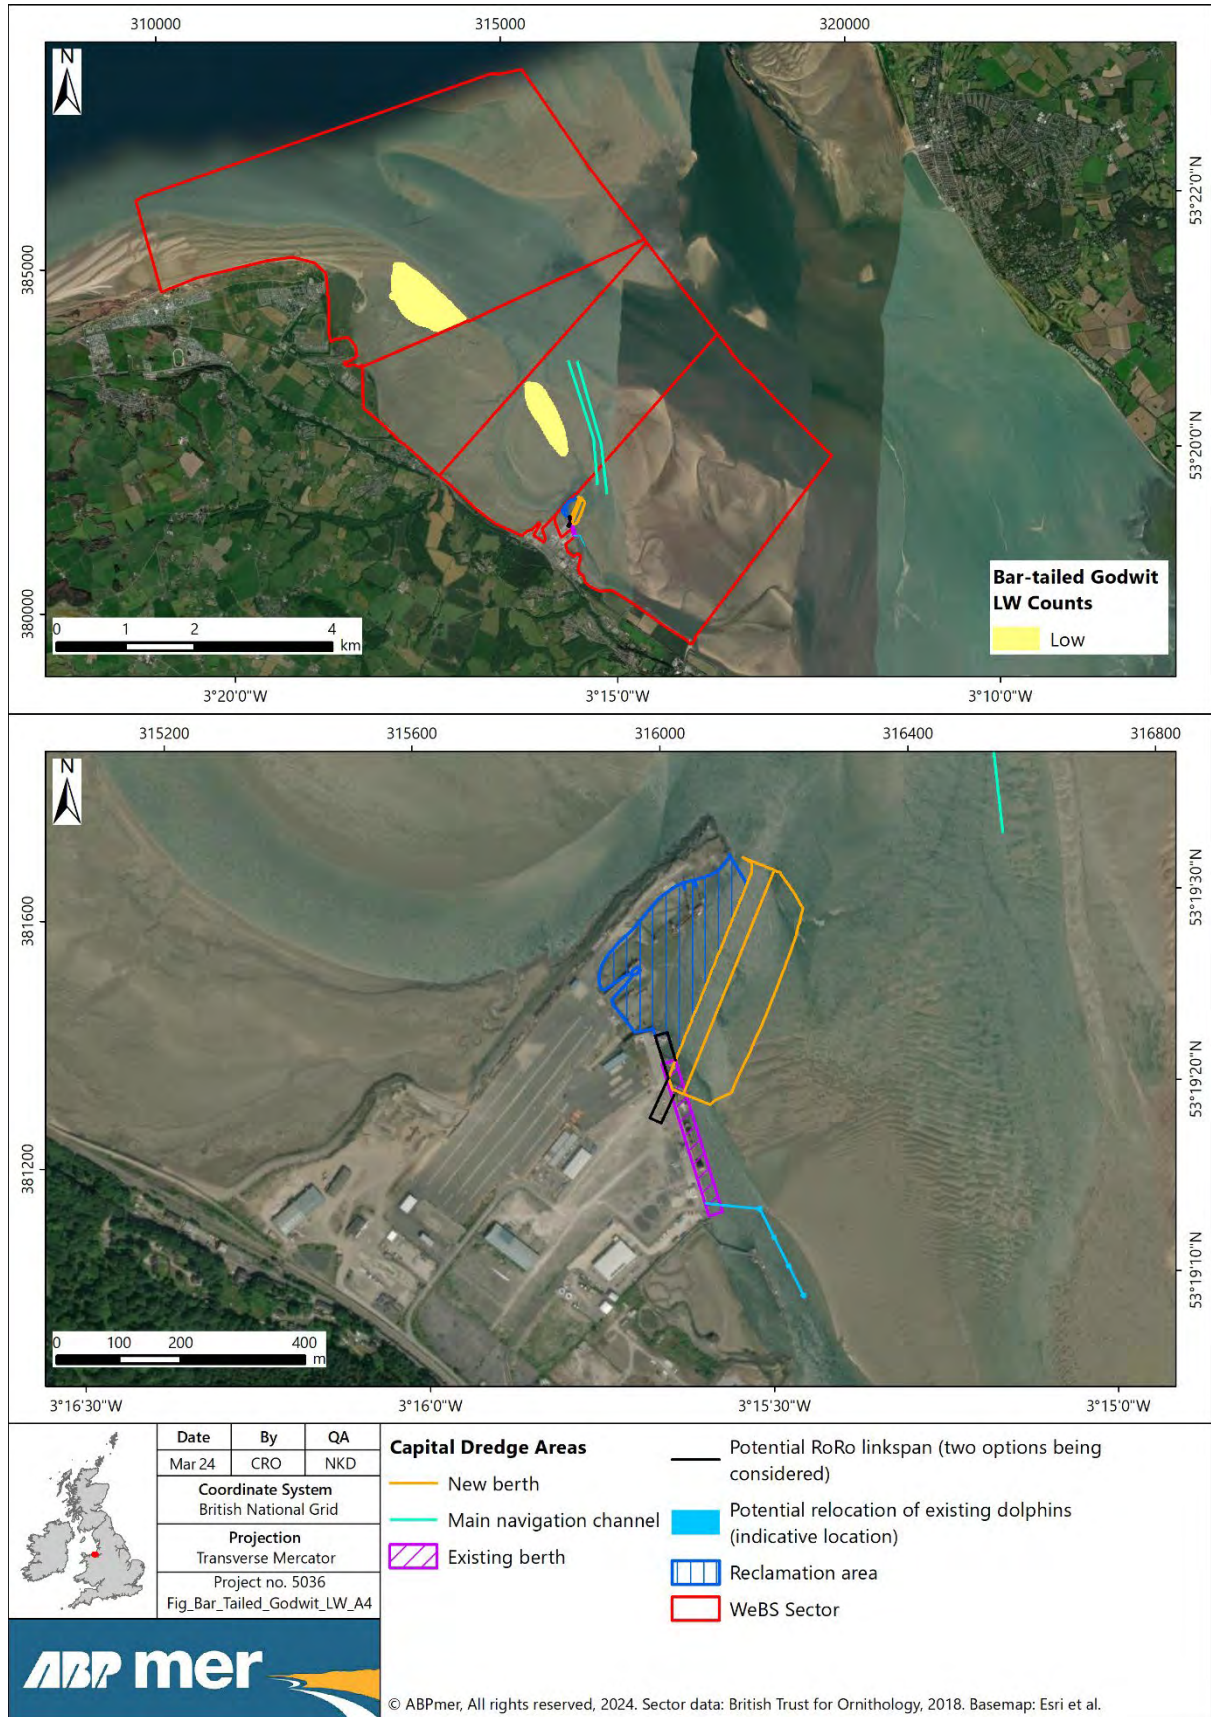 310000
315000
320000
N
385000
380000
53°22'0"N
53°20'0"N
Bar-tailed Godwit
LW Counts
Low
0 1 2 4
km
3°20'0"W
3°15'0"W
3°10'0"W
315200
315600
316000
316400
316800
N
381600
381200
53°19'30"N
53°19'20"N
53°19'10"N
0 100 200 400
m
3°16'30"W
3°16'0"W
3°15'30"W
3°15'0"W
Date By QA
Mar 24 CRO NKD
Coordinate System
British National Grid
Projection
Transverse Mercator
Project no. 5036
Fig_Bar_Tailed_Godwit_LW_A4
ABPmer
Capital Dredge Areas
New berth
Main navigation channel
Existing berth
Potential RoRo linkspan (two options being
considered)
Potential relocation of existing dolphins
(indicative location)
Reclamation area
WeBS Sector
© ABPmer, All rights reserved, 2024. Sector data: British Trust for Ornithology, 2018. Basemap: Esri et al.